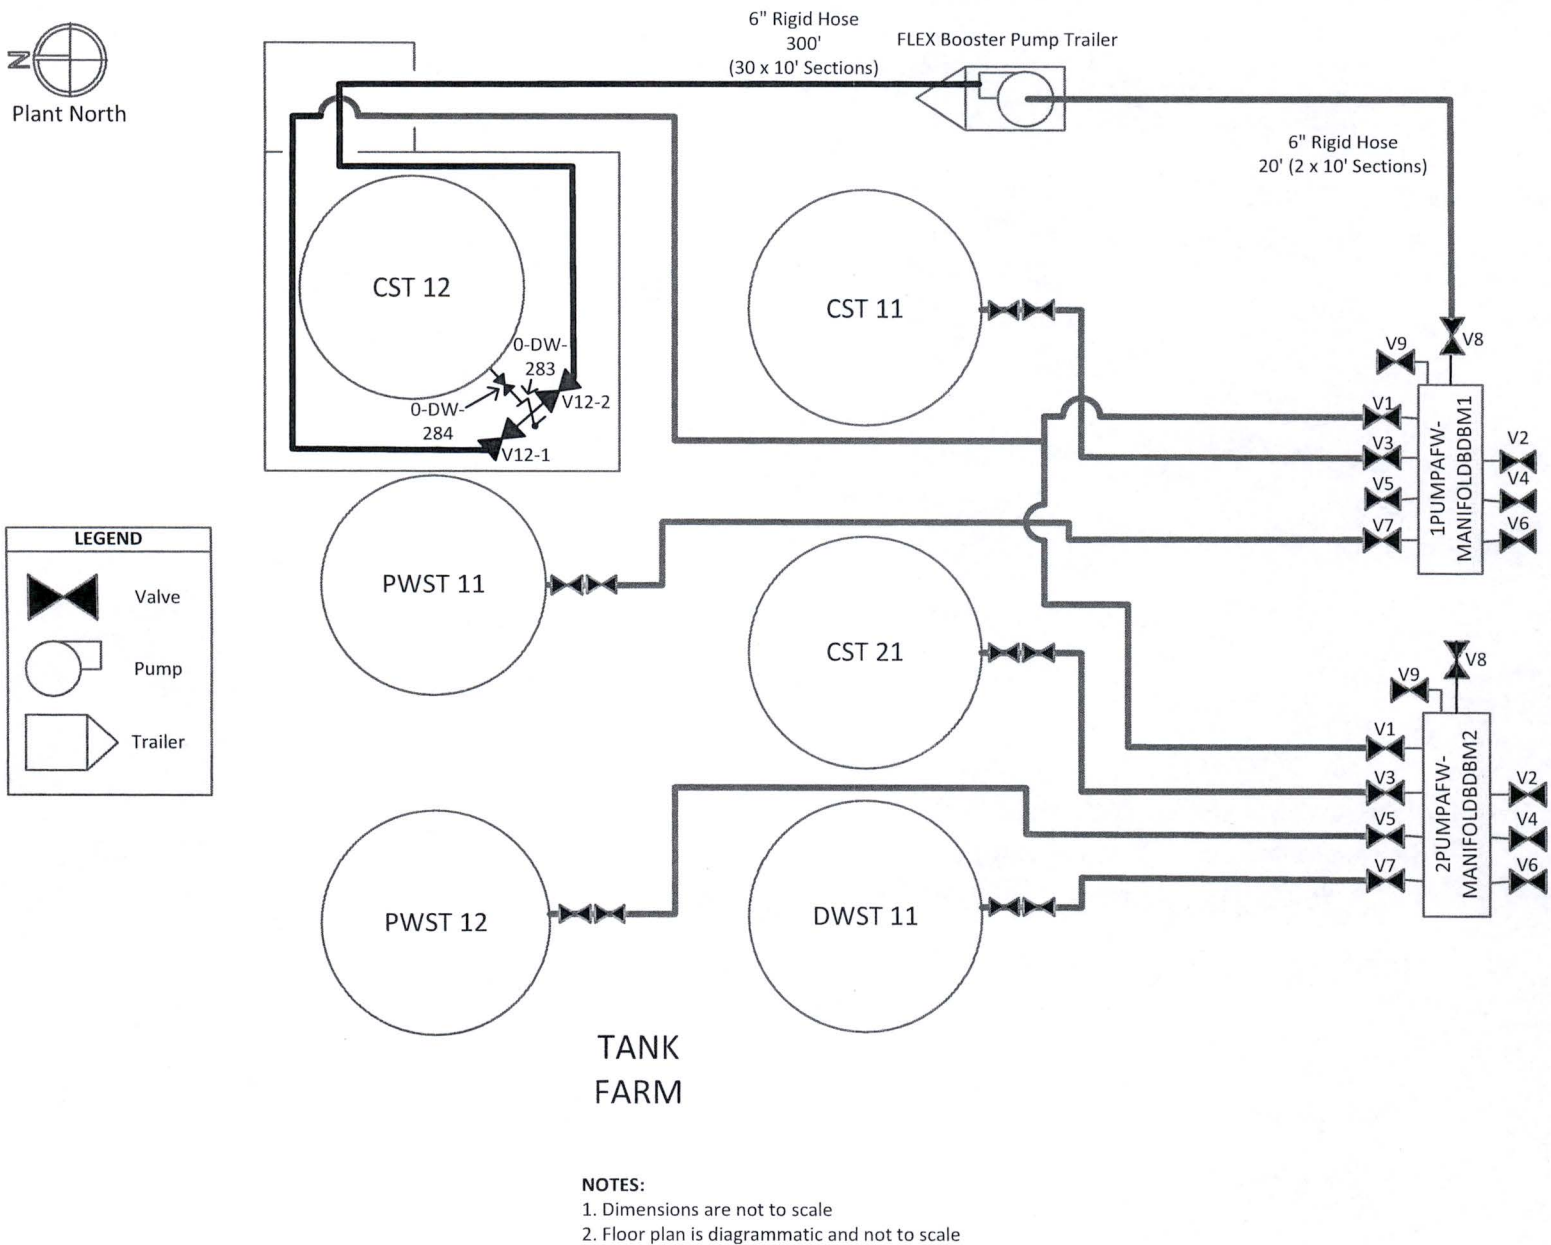 6" Rigid Hose
300'
(30 x 10' Sections)
FLEX Booster Pump Trailer
N
Plant North
6" Rigid Hose
20' (2 x 10' Sections)
CST 12
CST 11
0-DW-
283
0-DW-
284
V12-2
V12-1
V9
V8
V1
V3
V5
V7
1PUMPAFW-
MANIFOLDBDBM1
V2
V4
V6
LEGEND
Valve
Pump
Trailer
PWST 11
CST 21
V9
V8
V1
V3
V5
V7
2PUMPAFW-
MANIFOLDBDBM2
V2
V4
V6
PWST 12
DWST 11
TANK
FARM
NOTES:
1. Dimensions are not to scale
2. Floor plan is diagrammatic and not to scale